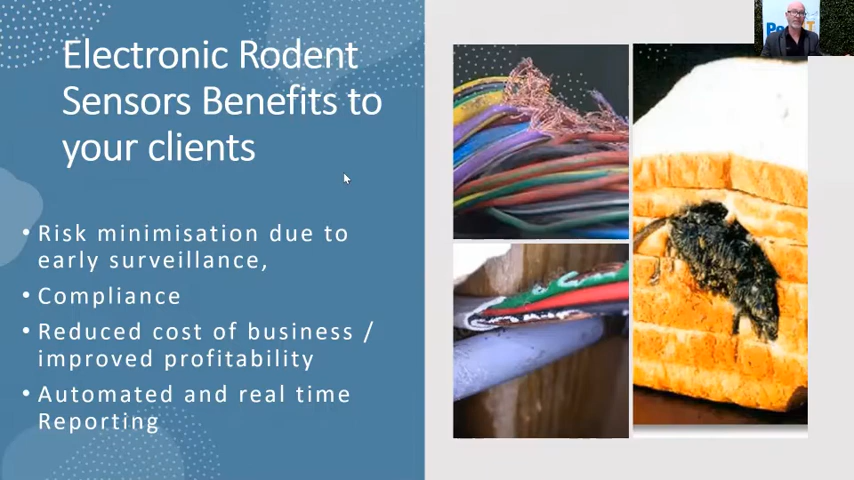 Electronic Rodent
Sensors Benefits to
your clients
• Risk minimisation due to
early surveillance,
• Compliance
• Reduced cost of business /
improved profitability
• Automated and real time
Reporting